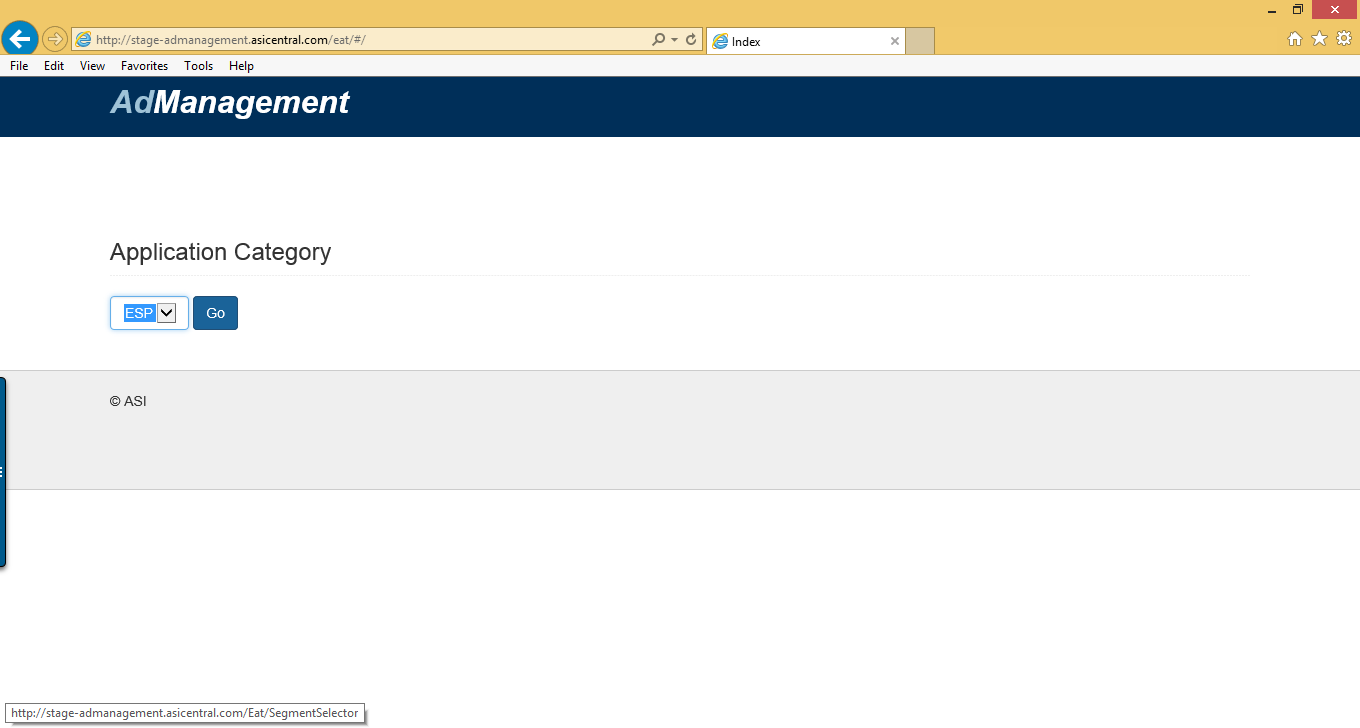 http://stage-admanagement.asicentral.com/eat/#/
Index
File Edit View Favorites Tools Help
AdManagement
Application Category
ESP Go
© ASI
http://stage-admanagement.asicentral.com/Eat/SegmentSelector